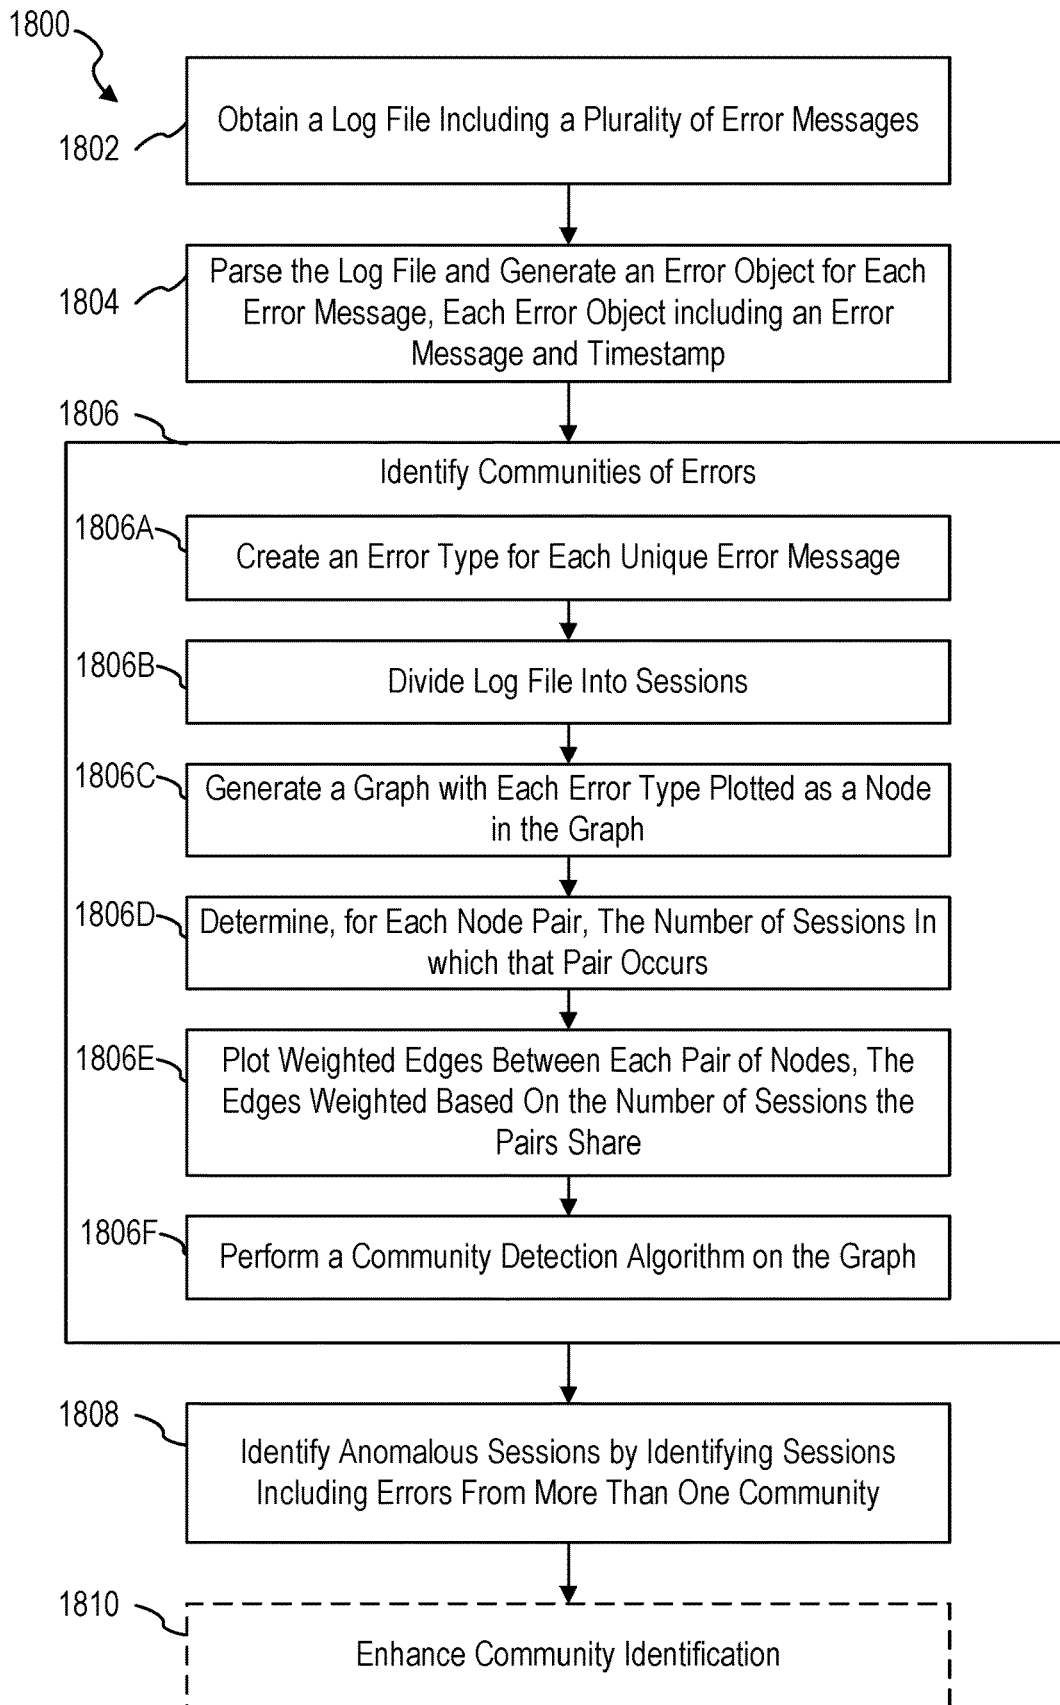 1800
Obtain a Log File Including a Plurality of Error Messages
1802
Parse the Log File and Generate an Error Object for Each
Error Message, Each Error Object including an Error
Message and Timestamp
1804
1806
Identify Communities of Errors
1806A
Create an Error Type for Each Unique Error Message
1806B
Divide Log File Into Sessions
1806C
Generate a Graph with Each Error Type Plotted as a Node
in the Graph
1806D
Determine, for Each Node Pair, The Number of Sessions In
which that Pair Occurs
1806E
Plot Weighted Edges Between Each Pair of Nodes, The
Edges Weighted Based On the Number of Sessions the
Pairs Share
1806F
Perform a Community Detection Algorithm on the Graph
1808
Identify Anomalous Sessions by Identifying Sessions
Including Errors From More Than One Community
1810
Enhance Community Identification